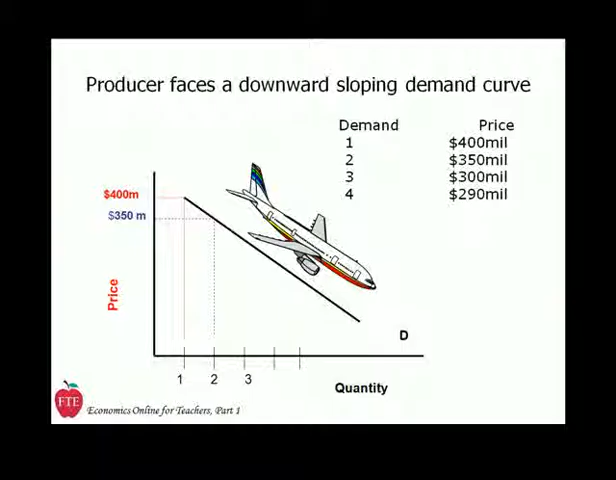 Producer faces a downward sloping demand curve
Demand Price
1 $400mil
2 $350mil
3 $300mil
4 $290mil
$400m
$350 m
Price
D
1 2 3
Quantity
FTE
Economics Online for Teachers, Part 1